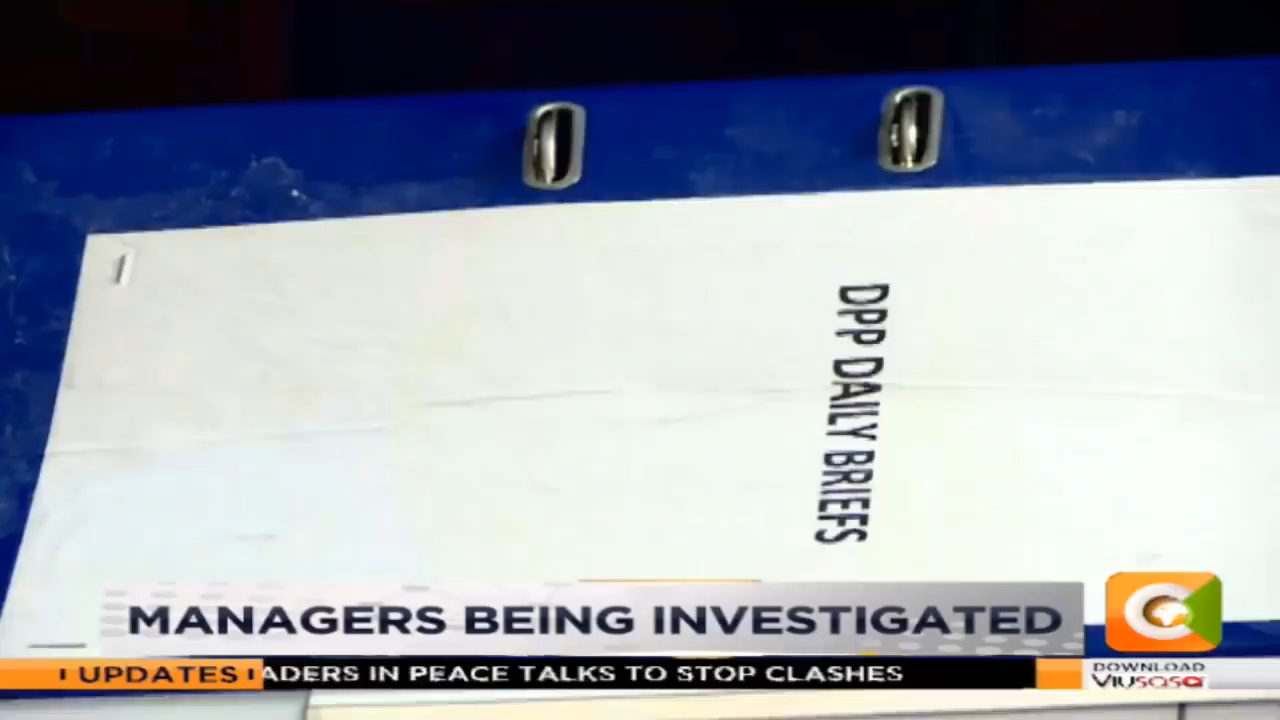 DPP DAILY BRIEFS
MANAGERS BEING INVESTIGATED
UPDATES
ADERS IN PEACE TALKS TO STOP CLASHES
DOWNLOAD
VIUSASA